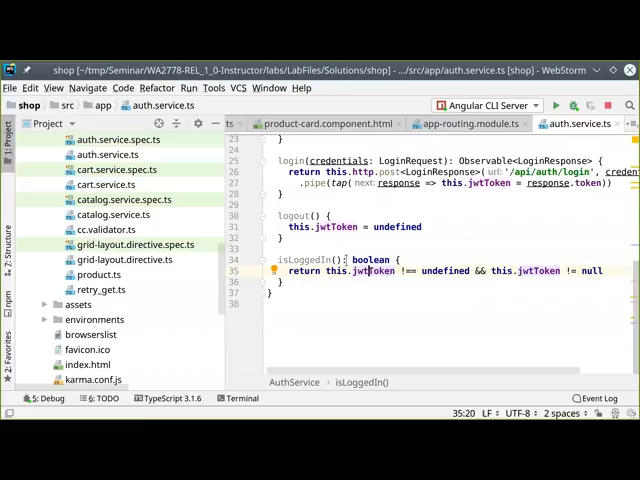 shop [~/tmp/Seminar/WA2778-REL_1_0-Instructor/labs/LabFiles/Solutions/shop] - .../src/app/auth.service.ts [shop] - WebStorm
File Edit View Navigate Code Refactor Run Tools VCS Window Help
shop src app auth.service.ts Angular CLI Server
Project ts product-card.component.html app-routing.module.ts auth.service.ts
1: Project
7: Structure
npm
2: Favorites
auth.service.spec.ts
auth.service.ts
cart.service.spec.ts
cart.service.ts
catalog.service.spec.ts
catalog.service.ts
cc.validator.ts
grid-layout.directive.spec.ts
grid-layout.directive.ts
product.ts
retry_get.ts
assets
environments
browserslist
favicon.ico
index.html
karma.conf.js
23 }
24
25 login(credentials: LoginRequest): Observable<LoginResponse> {
26 return this.http.post<LoginResponse>( url: '/api/auth/login', creden
27 .pipe(tap( next: response => this.jwtToken = response.token))
28 }
29
30 logout() {
31 this.jwtToken = undefined
32 }
33
34 isLoggedIn(): boolean {
35 return this.jwtToken !== undefined && this.jwtToken != null
36 }
37 }
38
AuthService › isLoggedIn()
5: Debug 6: TODO TypeScript 3.1.6 Terminal Event Log
35:20 LF UTF-8 2 spaces